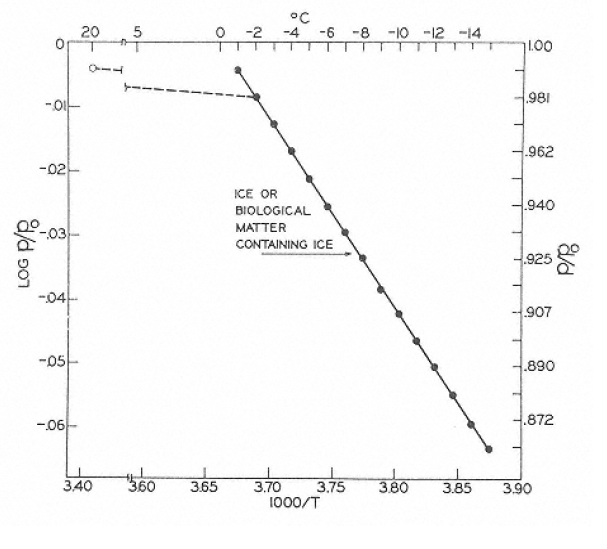 °C
20 5 0 -2 -4 -6 -8 -10 -12 -14
0
-.01
-.02
-.03
-.04
-.05
-.06
LOG p/p₀
ICE OR
BIOLOGICAL
MATTER
CONTAINING ICE
1.00
.981
.962
.940
.925
.907
.890
.872
p/p₀
3.40 3.60 3.65 3.70 3.75 3.80 3.85 3.90
1000/T